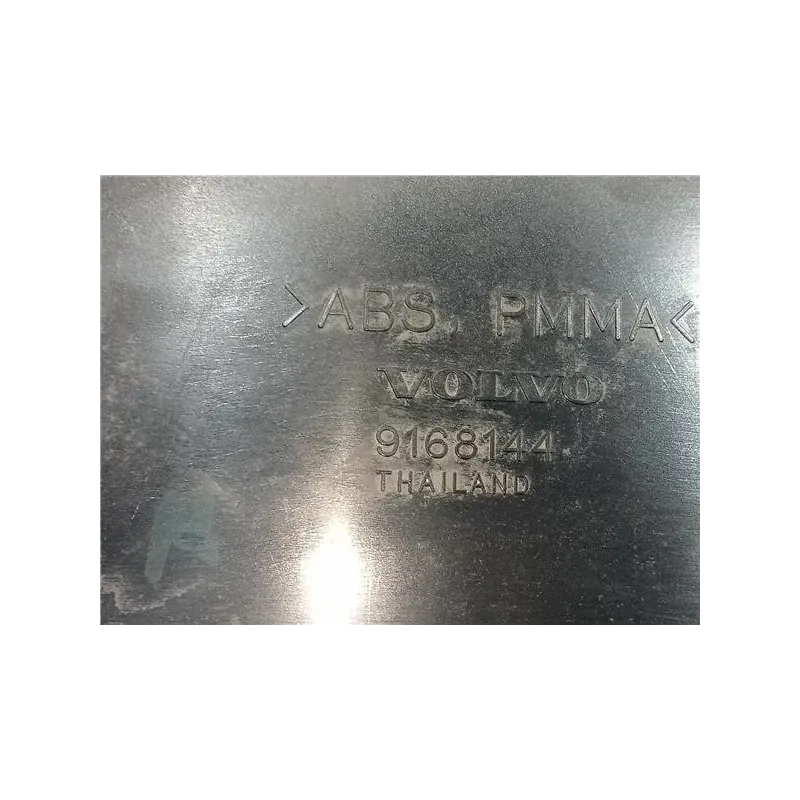 >ABS, PMMA<
VOLVO
9168144
THAILAND